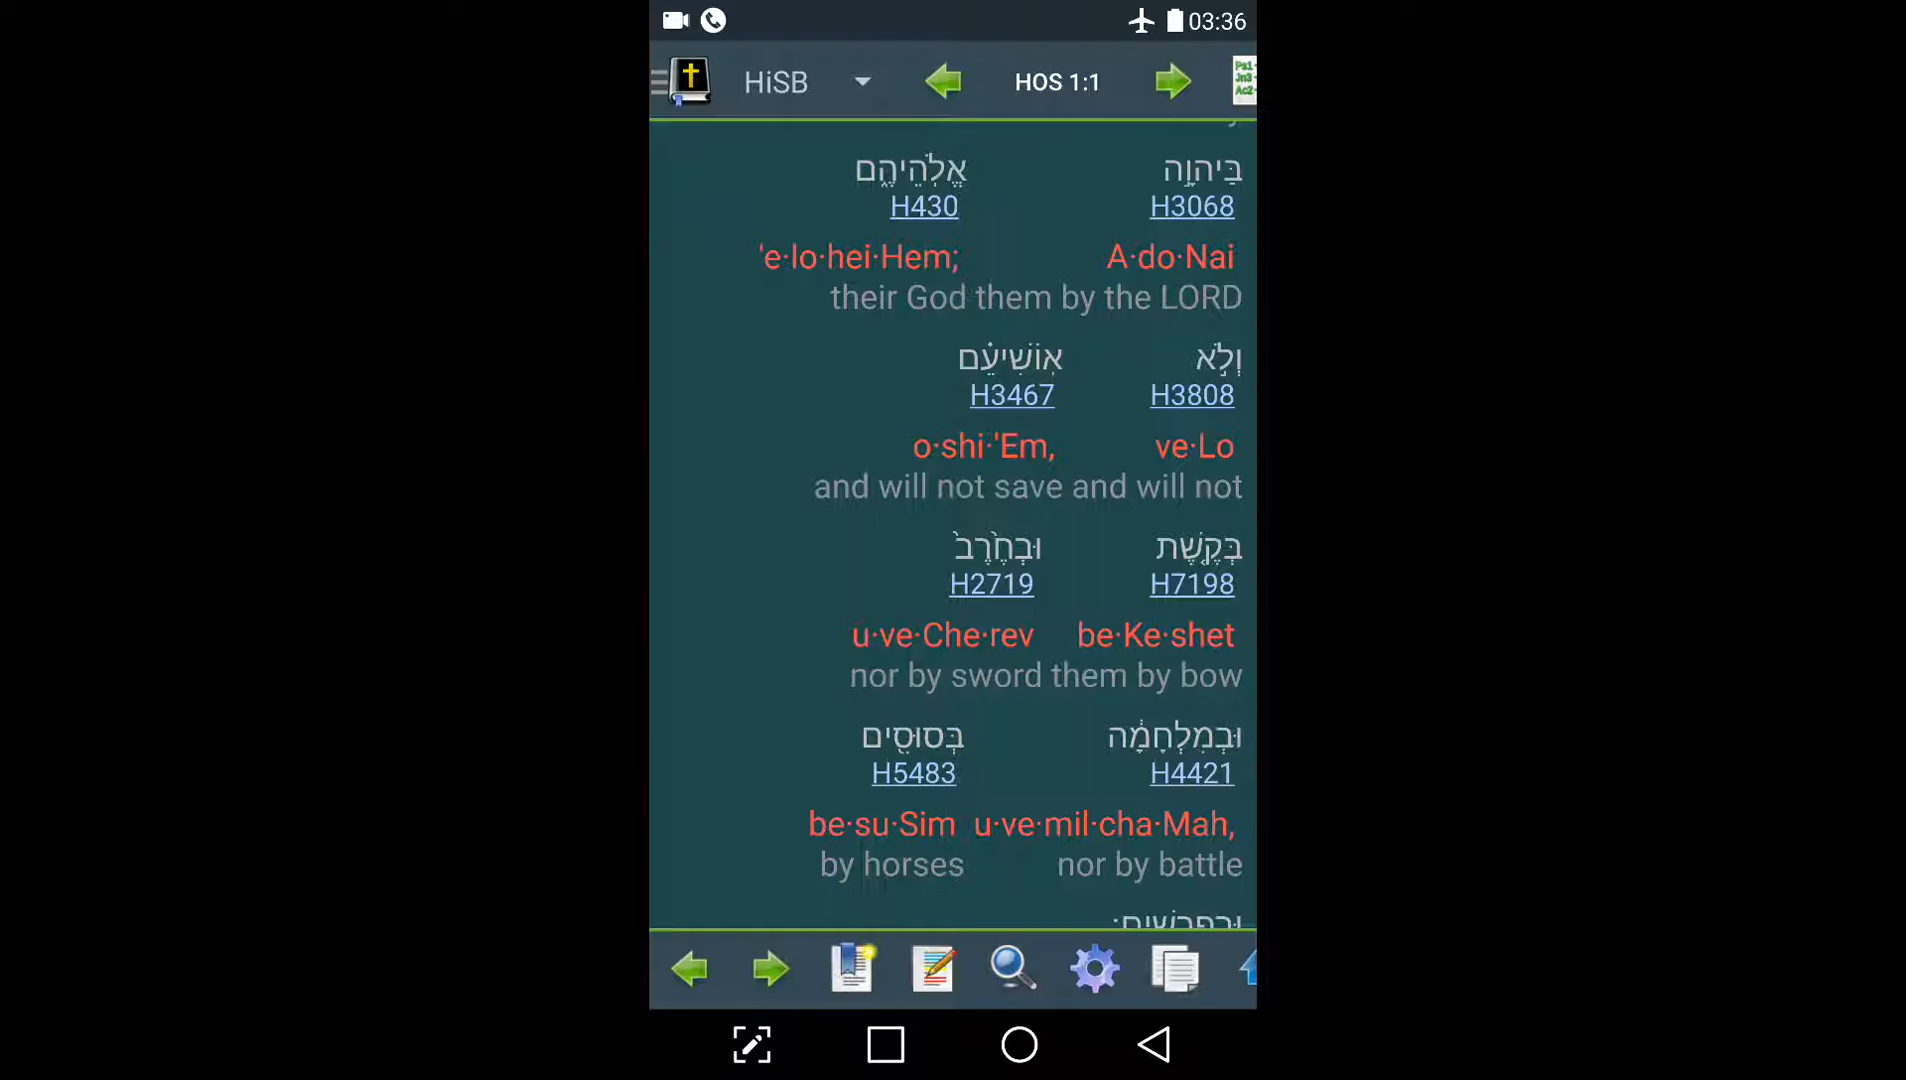 03:36
HiSB HOS 1:1
בַּיהוָ֣ה אֱלֹֽהֵיהֶ֑ם
H3068 H430
A·do·Nai 'e·lo·hei·Hem;
their God them by the LORD
וְלֹ֣א אֽוֹשִׁיעֵ֗ם
H3808 H3467
ve·Lo o·shi·'Em,
and will not save and will not
בְּקֶ֤שֶׁת וּבְחֶ֙רֶב֙
H7198 H2719
be·Ke·shet u·ve·Che·rev
nor by sword them by bow
וּבְמִלְחָמָ֔ה בְּסוּסִ֖ים
H4421 H5483
u·ve·mil·cha·Mah, be·su·Sim
by horses nor by battle